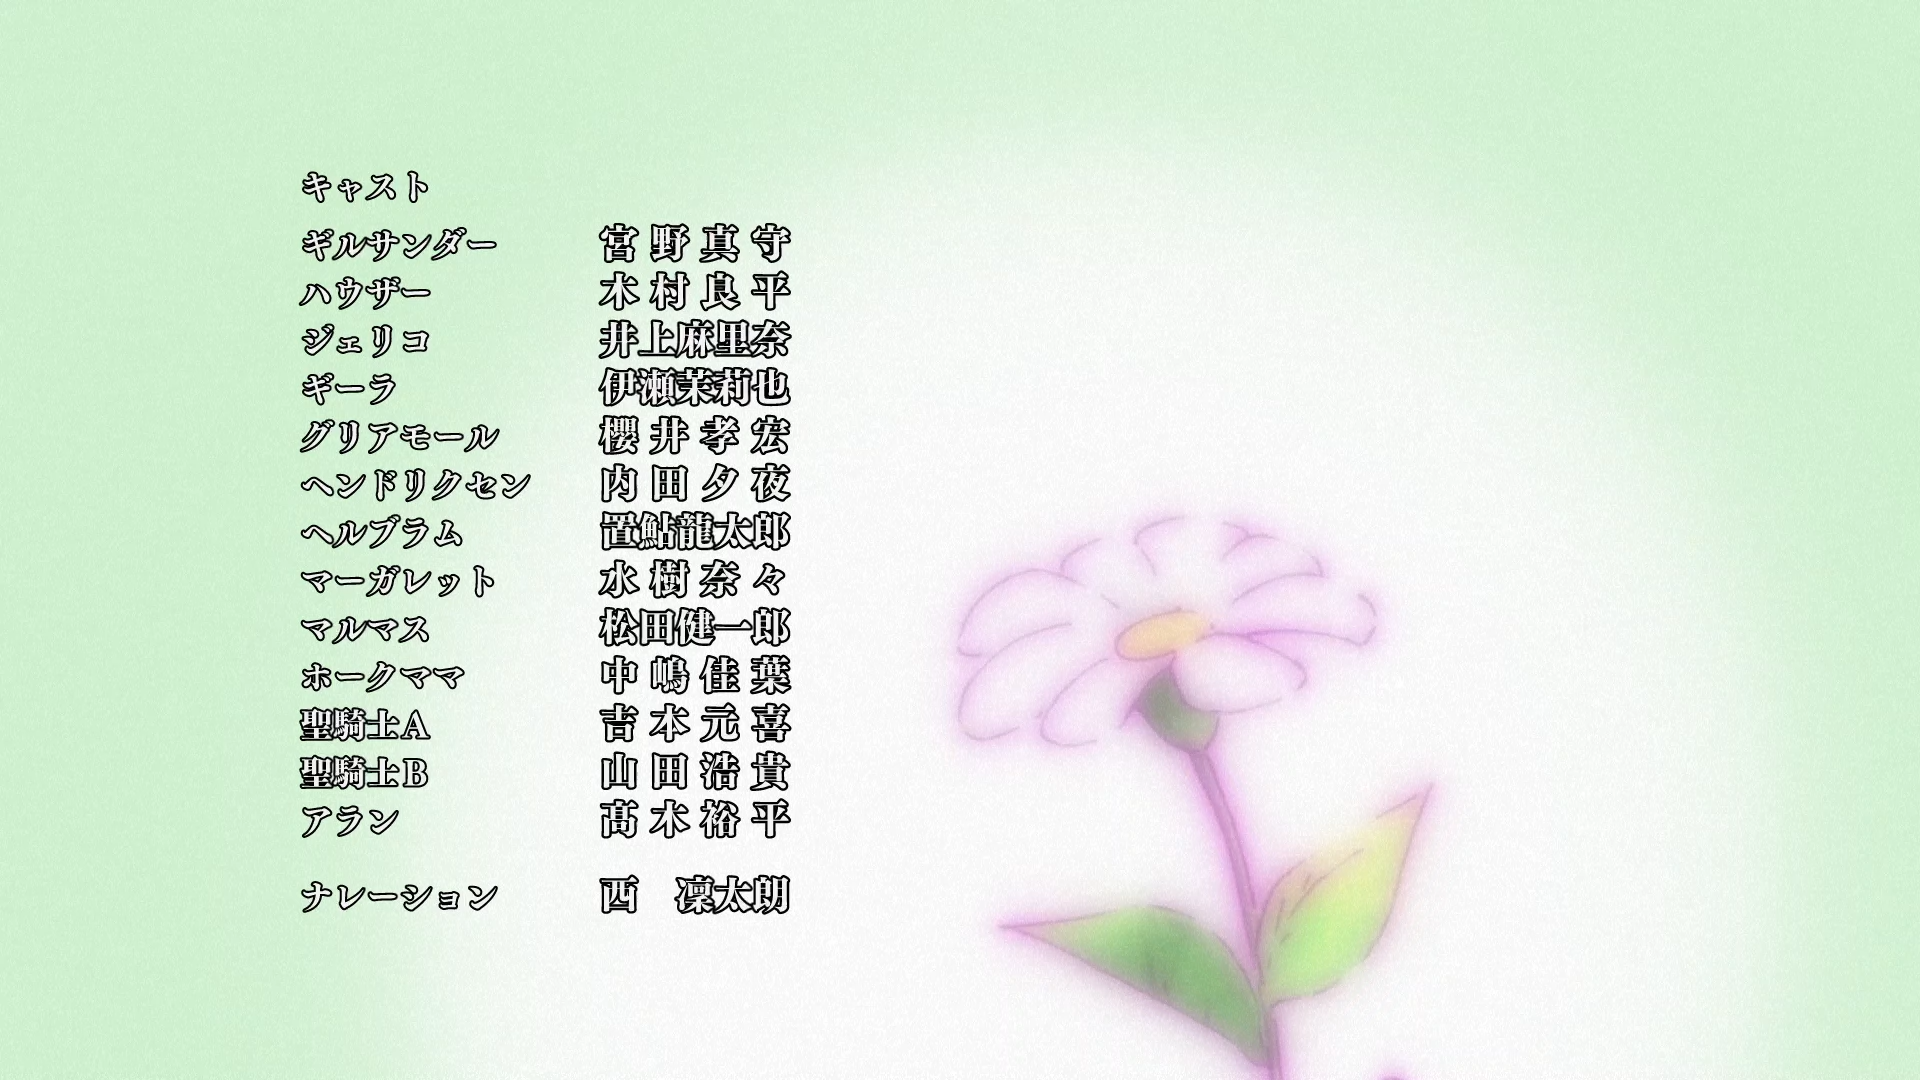 キャスト
ギルサンダー 宮野真守
ハウザー 木村良平
ジェリコ 井上麻里奈
ギーラ 伊瀬茉莉也
グリアモール 櫻井孝宏
ヘンドリクセン 内田夕夜
ヘルブラム 置鮎龍太郎
マーガレット 水樹奈々
マルマス 松田健一郎
ホークママ 中嶋佳葉
聖騎士A 吉本元喜
聖騎士B 山田浩貴
アラン 髙木裕平
ナレーション 西 凜太朗